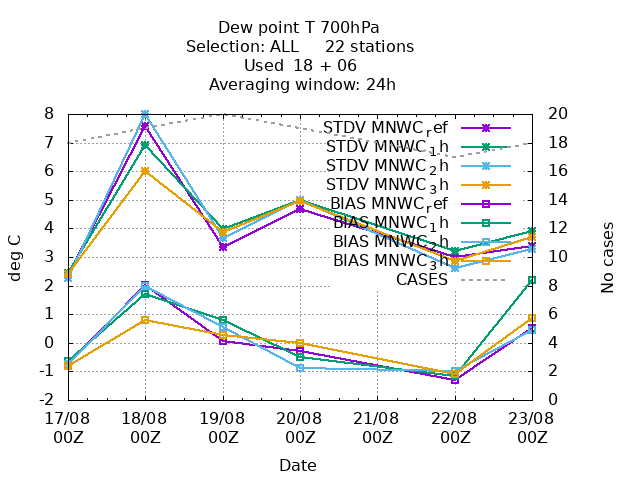 Dew point T 700hPa
Selection: ALL 22 stations
Used 18 + 06
Averaging window: 24h
8 20
7 18
6 16
5 14
4 12
3 10
2 8
1 6
0 4
-1 2
-2 0
STDV MNWC_ref
STDV MNWC_1h
STDV MNWC_2h
STDV MNWC_3h
BIAS MNWC_ref
BIAS MNWC_1h
BIAS MNWC_2h
BIAS MNWC_3h
CASES
deg C
No cases
17/08 18/08 19/08 20/08 21/08 22/08 23/08
00Z 00Z 00Z 00Z 00Z 00Z 00Z
Date